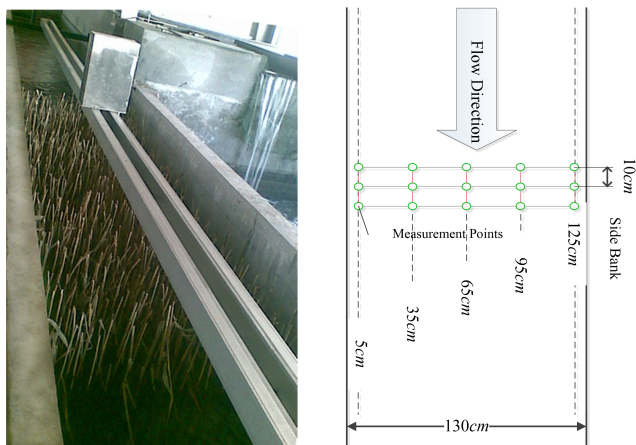 Flow Direction
10cm
Side Bank
Measurement Points
125cm
95cm
65cm
35cm
5cm
130cm